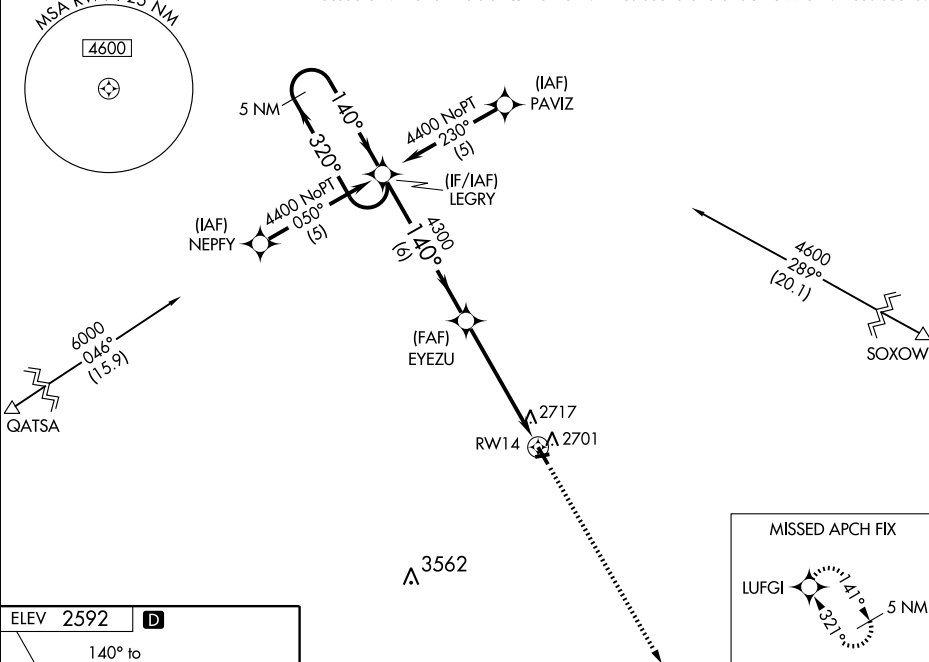 MSA RW14 25 NM
4600
5 NM
140°
320°
(IAF)
PAVIZ
4400 NoPT
230°
(5)
(IF/IAF)
LEGRY
4400 NoPT
050°
(5)
(IAF)
NEPFY
4300
140°
(6)
4600
289°
(20.1)
SOXOW
6000
046°
(15.9)
QATSA
(FAF)
EYEZU
2717
RW14
2701
3562
MISSED APCH FIX
LUFGI
141°
321°
5 NM
ELEV 2592 D
140° to